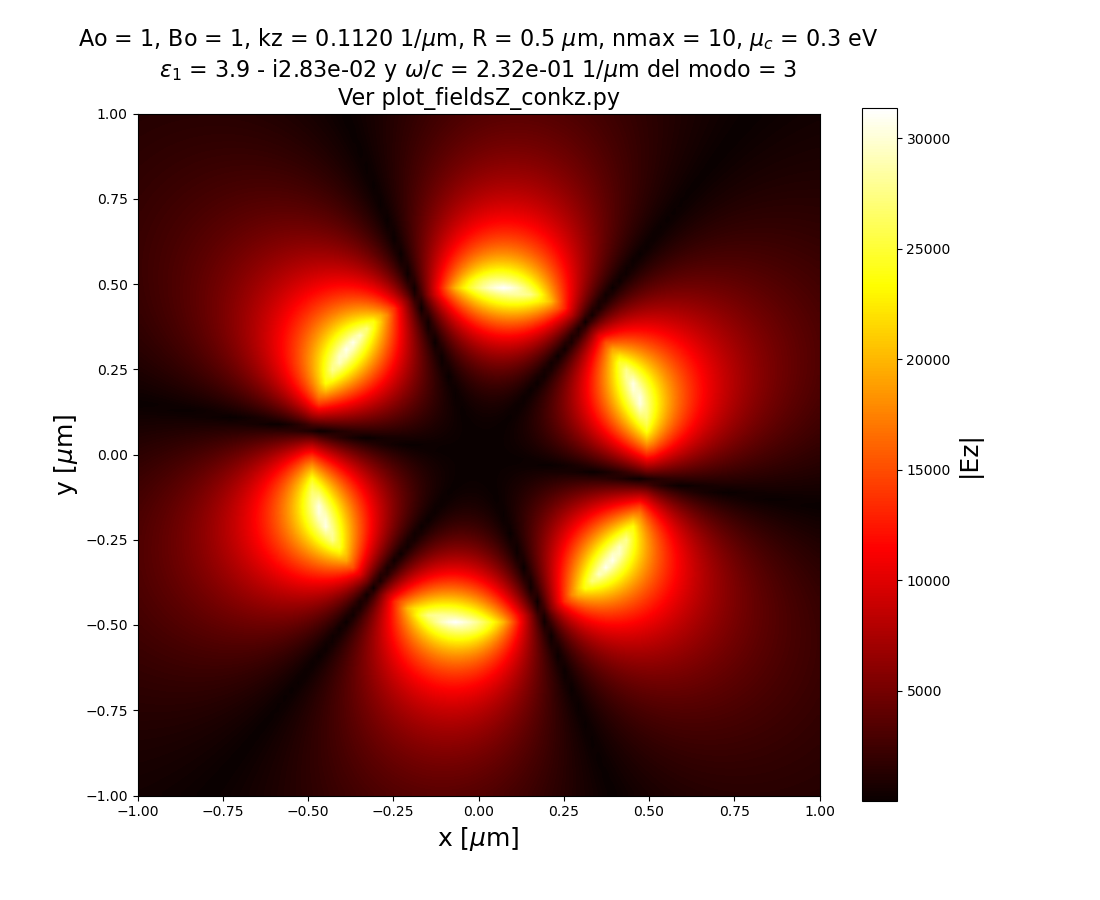 Ao = 1, Bo = 1, kz = 0.1120 1/μm, R = 0.5 μm, nmax = 10, μc = 0.3 eV
ε1 = 3.9 - i2.83e-02 y ω/c = 2.32e-01 1/μm del modo = 3
Ver plot_fieldsZ_conkz.py
1.00
0.75
0.50
0.25
0.00
−0.25
−0.50
−0.75
−1.00
y [μm]
−1.00 −0.75 −0.50 −0.25 0.00 0.25 0.50 0.75 1.00
x [μm]
30000
25000
20000
15000
10000
5000
|Ez|